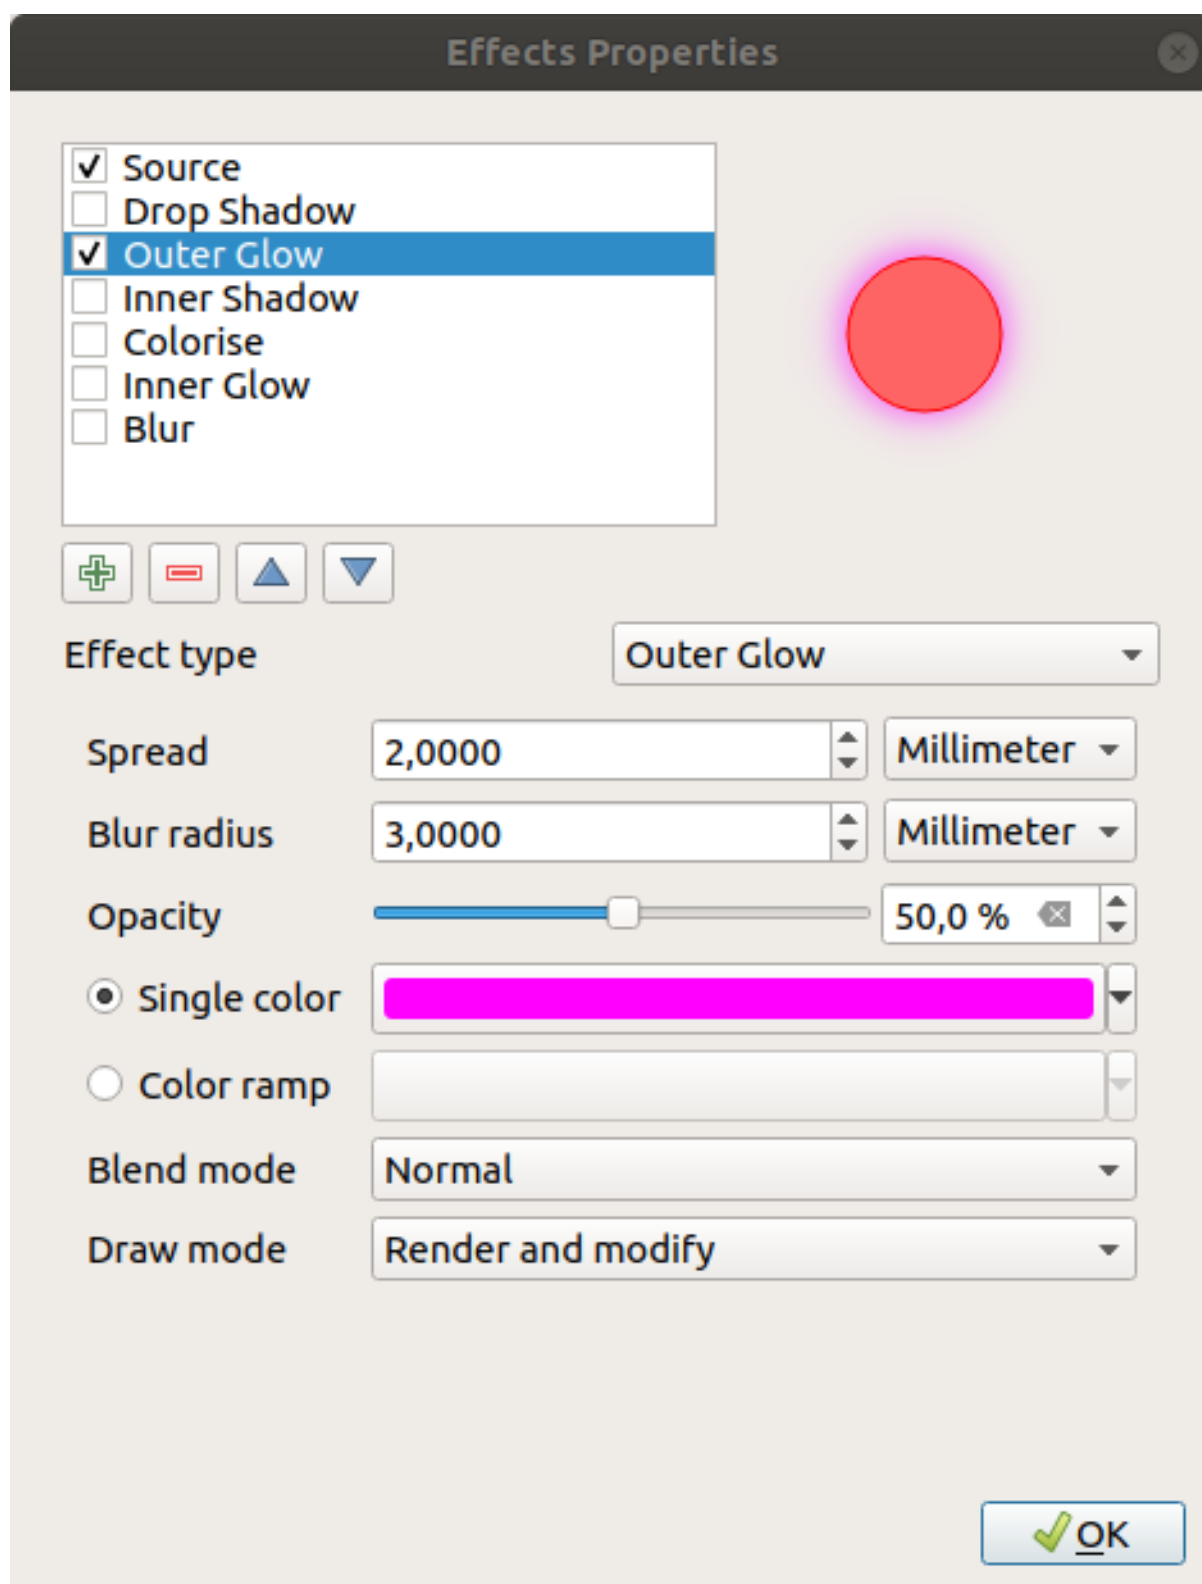 Effects Properties
Source
Drop Shadow
Outer Glow
Inner Shadow
Colorise
Inner Glow
Blur
Effect type Outer Glow
Spread 2,0000 Millimeter
Blur radius 3,0000 Millimeter
Opacity 50,0 %
Single color
Color ramp
Blend mode Normal
Draw mode Render and modify
OK